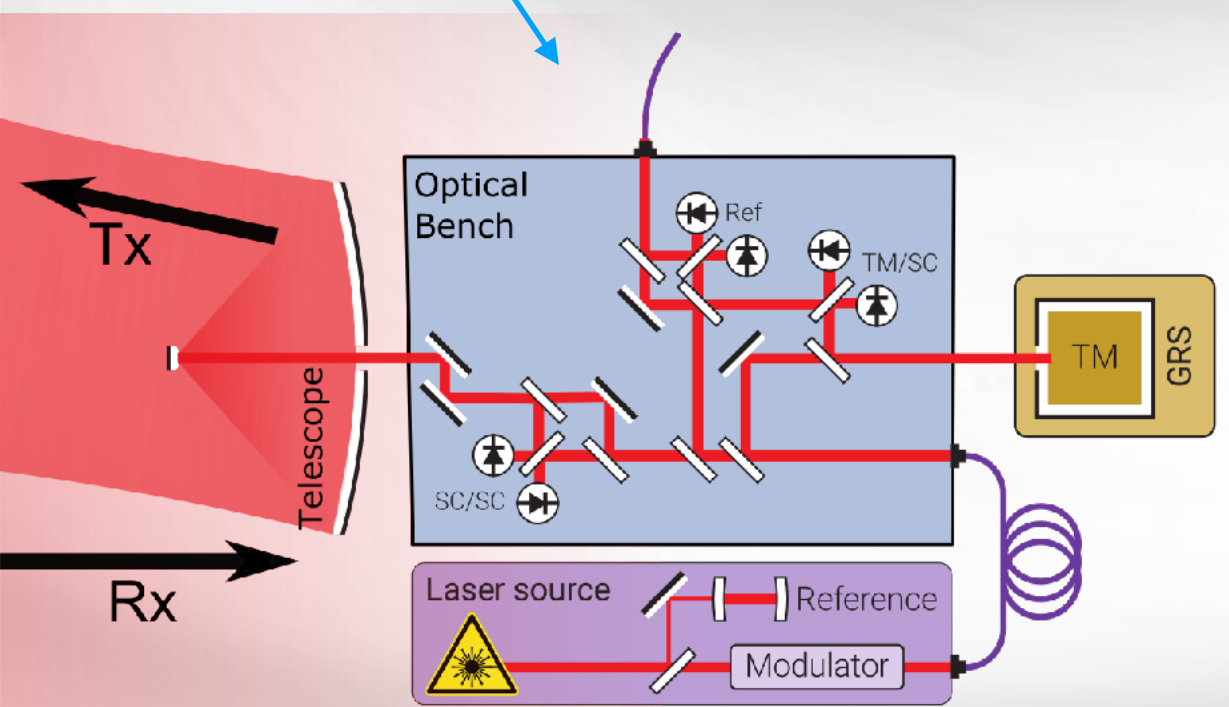 Optical
Bench
Ref
TM/SC
Tx
Telescope
TM
GRS
SC/SC
Rx
Laser source
Reference
Modulator